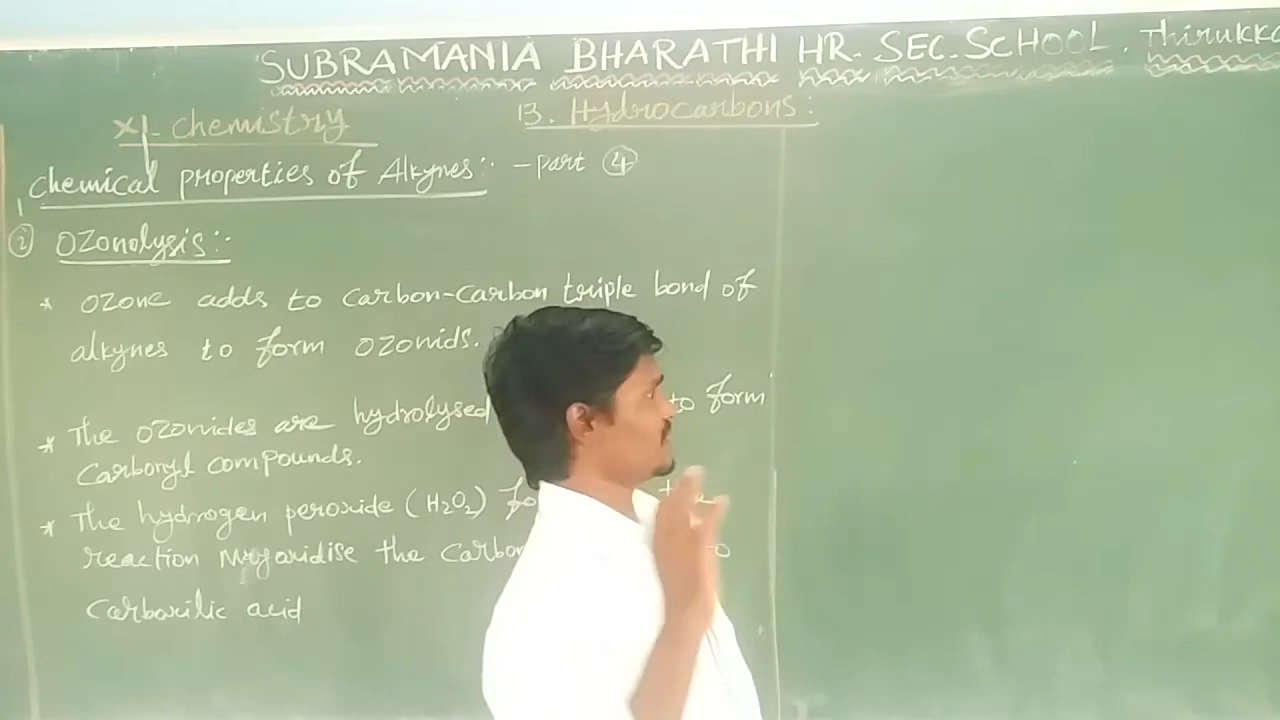 SUBRAMANIA BHARATHI HR. SEC. SCHOOL. Thirukko
XI- chemistry
13. Hydrocarbons:
chemical properties of Alkynes:- - part ④
② Ozonolysis:-
* Ozone adds to carbon-carbon triple bond of
alkynes to form ozonids.
* The ozonides are hydrolysed to form
carbonyl compounds.
* The hydrogen peroxide (H₂O₂)
reaction the
carboxilic acid